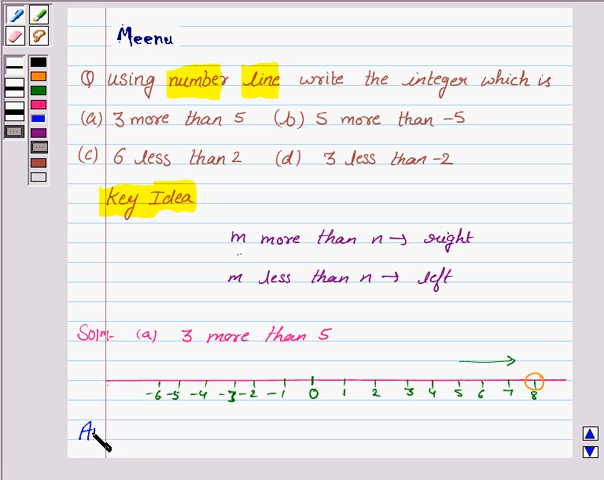 Meenu
Q using number line write the integer which is
(a) 3 more than 5 (b) 5 more than -5
(c) 6 less than 2 (d) 3 less than -2
Key Idea
m more than n → right
m less than n → left
Soln- (a) 3 more than 5
-6 -5 -4 -3 -2 -1 0 1 2 3 4 5 6 7 8
A